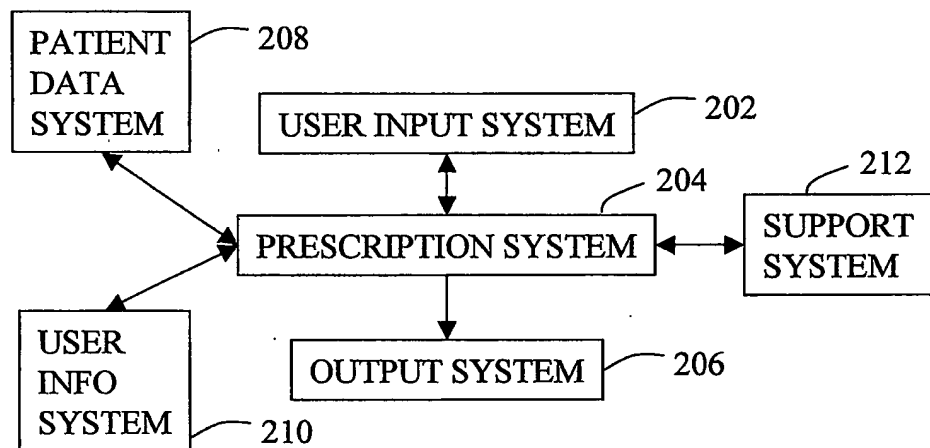 PATIENT
DATA
SYSTEM
208
USER INPUT SYSTEM
202
204
PRESCRIPTION SYSTEM
212
SUPPORT
SYSTEM
USER
INFO
SYSTEM
210
OUTPUT SYSTEM
206